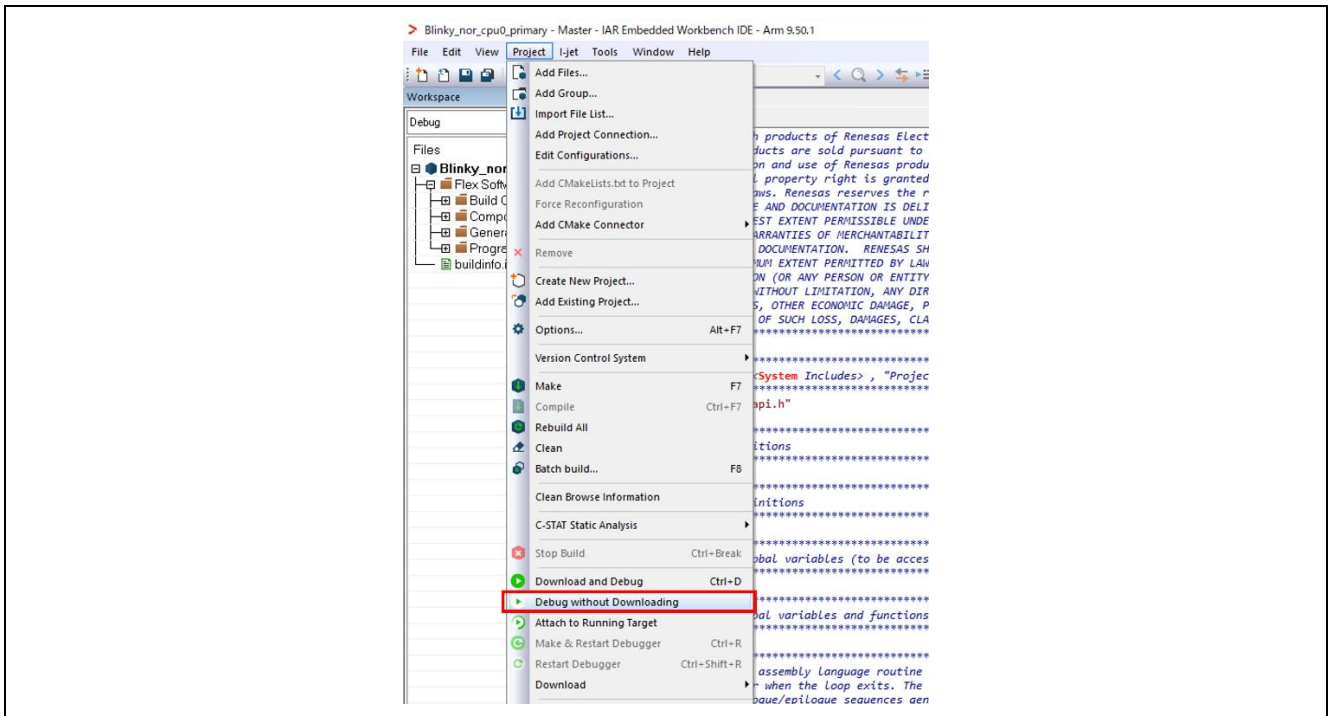 Blinky_nor_cpu0_primary - Master - IAR Embedded Workbench IDE - Arm 9.50.1
File Edit View Project I-jet Tools Window Help
Workspace
Debug
Files
Blinky_nor
Flex Softw
Build C
Compo
Gener
Progra
buildinfo.i
Add Files...
Add Group...
Import File List...
Add Project Connection...
Edit Configurations...
Add CMakeLists.txt to Project
Force Reconfiguration
Add CMake Connector
Remove
Create New Project...
Add Existing Project...
Options... Alt+F7
Version Control System
Make F7
Compile Ctrl+F7
Rebuild All
Clean
Batch build... F8
Clean Browse Information
C-STAT Static Analysis
Stop Build Ctrl+Break
Download and Debug Ctrl+D
Debug without Downloading
Attach to Running Target
Make & Restart Debugger Ctrl+R
Restart Debugger Ctrl+Shift+R
Download
h products of Renesas Elect
ducts are sold pursuant to
on and use of Renesas produ
l property right is granted
aws. Renesas reserves the r
E AND DOCUMENTATION IS DELI
EST EXTENT PERMISSIBLE UNDE
ARRANTIES OF MERCHANTABILIT
DOCUMENTATION. RENESAS SH
MUM EXTENT PERMITTED BY LAW
ON (OR ANY PERSON OR ENTITY
WITHOUT LIMITATION, ANY DIR
S, OTHER ECONOMIC DAMAGE, P
OF SUCH LOSS, DAMAGES, CLA
****************************
****************************
<System Includes> , "Projec
****************************
api.h"
****************************
itions
****************************
****************************
initions
****************************
****************************
obal variables (to be acces
****************************
****************************
bal variables and functions
****************************
****************************
assembly language routine
r when the loop exits. The
ogue/epilogue sequences gen